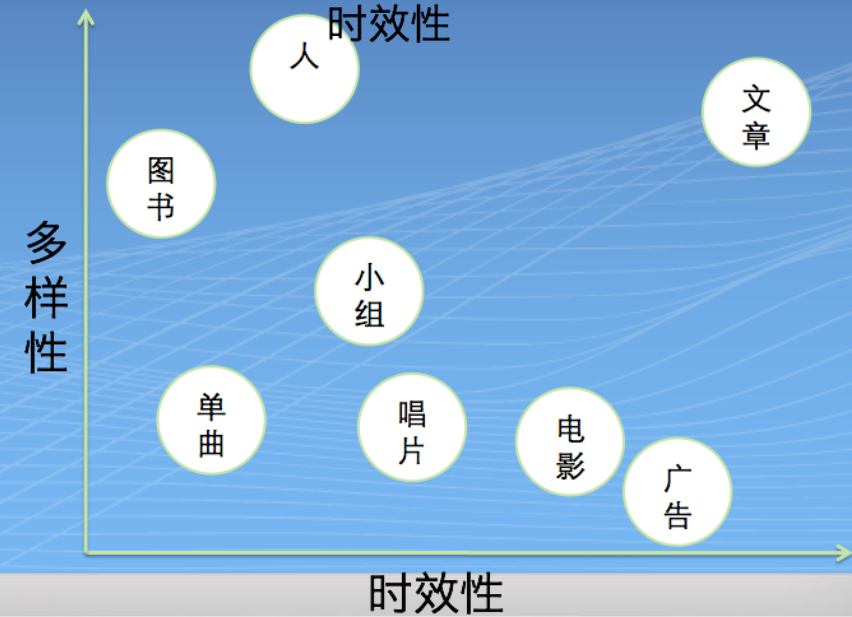 时效性
人
文
章
图
书
多
样
性
小
组
单
曲
唱
片
电
影
广
告
时效性